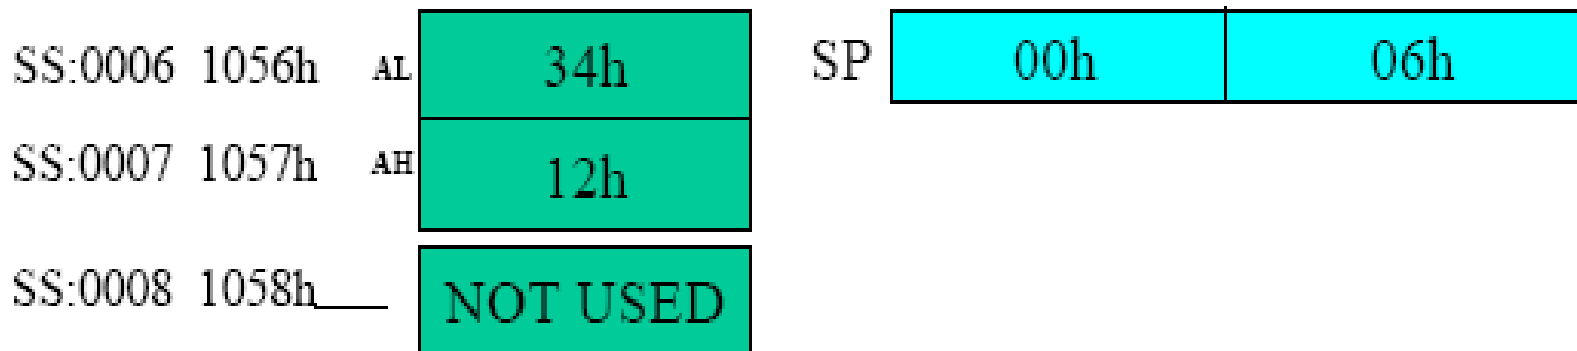 SS:0006 1056h AL 34h SP 00h 06h
SS:0007 1057h AH 12h
SS:0008 1058h NOT USED